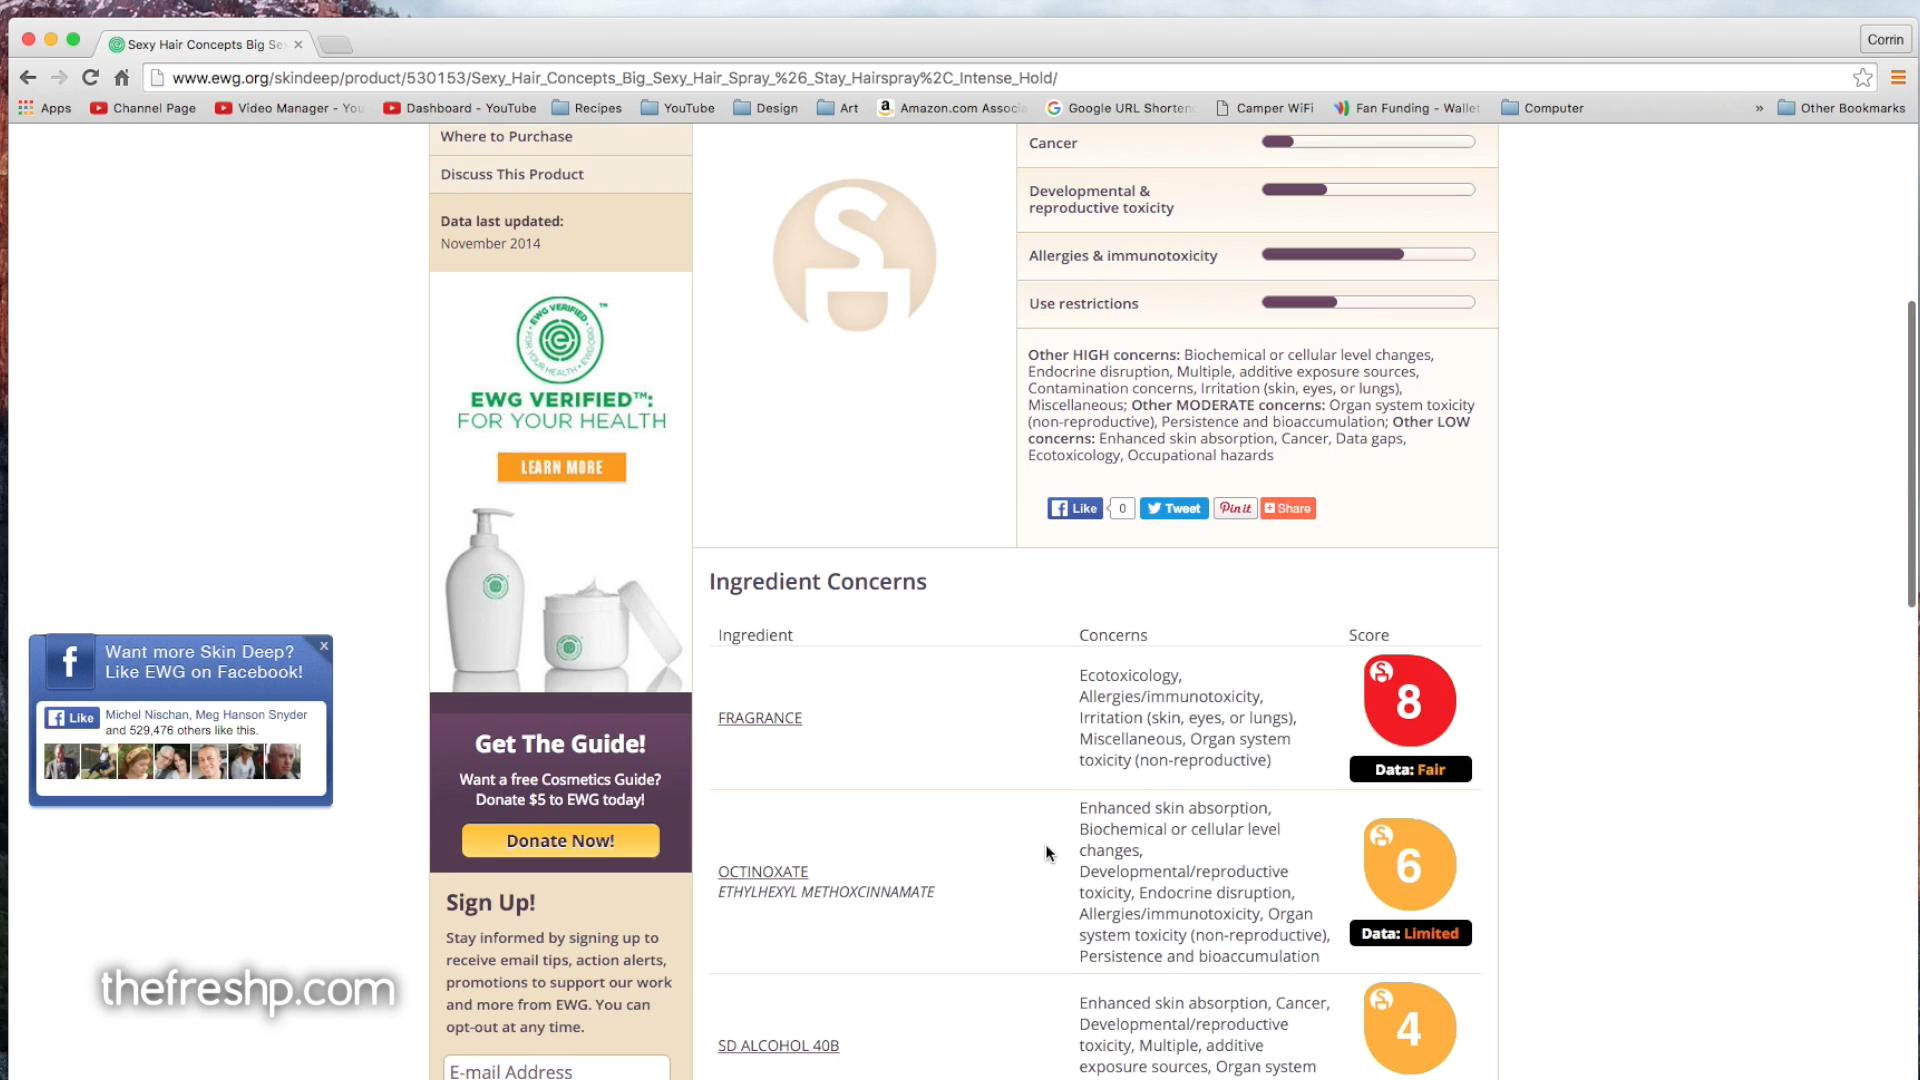 Sexy Hair Concepts Big Se
Corrin
www.ewg.org/skindeep/product/530153/Sexy_Hair_Concepts_Big_Sexy_Hair_Spray_%26_Stay_Hairspray%2C_Intense_Hold/
Apps Channel Page Video Manager - You Dashboard - YouTube Recipes YouTube Design Art Amazon.com Associa Google URL Shorten Camper WiFi Fan Funding - Wallet Computer » Other Bookmarks
Where to Purchase
Discuss This Product
Data last updated:
November 2014
EWG VERIFIED™
FOR YOUR HEALTH
EWG VERIFIED™:
FOR YOUR HEALTH
LEARN MORE
Get The Guide!
Want a free Cosmetics Guide?
Donate $5 to EWG today!
Donate Now!
Sign Up!
Stay informed by signing up to
receive email tips, action alerts,
promotions to support our work
and more from EWG. You can
opt-out at any time.
E-mail Address
Cancer
Developmental &
reproductive toxicity
Allergies & immunotoxicity
Use restrictions
Other HIGH concerns: Biochemical or cellular level changes,
Endocrine disruption, Multiple, additive exposure sources,
Contamination concerns, Irritation (skin, eyes, or lungs),
Miscellaneous; Other MODERATE concerns: Organ system toxicity
(non-reproductive), Persistence and bioaccumulation; Other LOW
concerns: Enhanced skin absorption, Cancer, Data gaps,
Ecotoxicology, Occupational hazards
Like 0 Tweet Pin it Share
Ingredient Concerns
Ingredient Concerns Score
FRAGRANCE
Ecotoxicology,
Allergies/immunotoxicity,
Irritation (skin, eyes, or lungs),
Miscellaneous, Organ system
toxicity (non-reproductive)
8
Data: Fair
OCTINOXATE
ETHYLHEXYL METHOXCINNAMATE
Enhanced skin absorption,
Biochemical or cellular level
changes,
Developmental/reproductive
toxicity, Endocrine disruption,
Allergies/immunotoxicity, Organ
system toxicity (non-reproductive),
Persistence and bioaccumulation
6
Data: Limited
SD ALCOHOL 40B
Enhanced skin absorption, Cancer,
Developmental/reproductive
toxicity, Multiple, additive
exposure sources, Organ system
4
Want more Skin Deep?
Like EWG on Facebook!
Like
Michel Nischan, Meg Hanson Snyder
and 529,476 others like this.
thefreshp.com